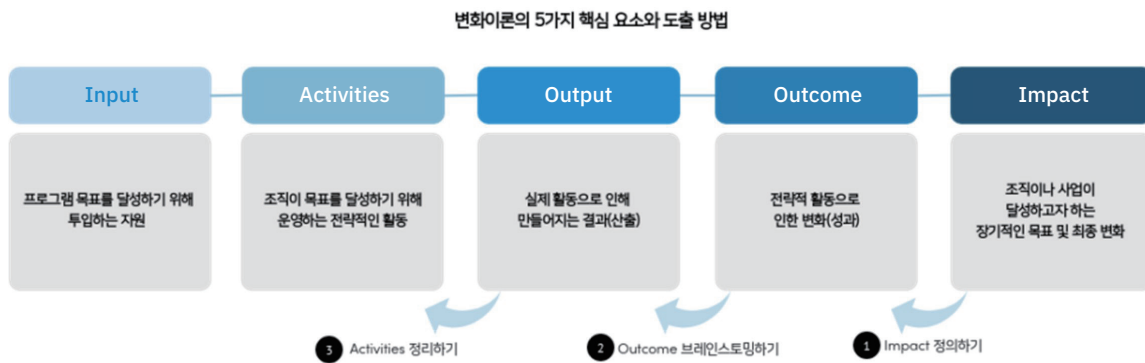 변화이론의 5가지 핵심 요소와 도출 방법
Input
Activities
Output
Outcome
Impact
프로그램 목표를 달성하기 위해
투입하는 자원
조직이 목표를 달성하기 위해
운영하는 전략적인 활동
실제 활동으로 인해
만들어지는 결과(산출)
전략적 활동으로
인한 변화(성과)
조직이나 사업이
달성하고자 하는
장기적인 목표 및 최종 변화
3 Activities 정리하기
2 Outcome 브레인스토밍하기
1 Impact 정의하기